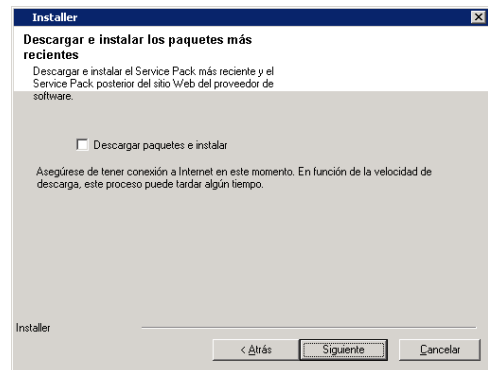 Installer
Descargar e instalar los paquetes más
recientes
Descargar e instalar el Service Pack más reciente y el
Service Pack posterior del sitio Web del proveedor de
software.
Descargar paquetes e instalar
Asegúrese de tener conexión a Internet en este momento. En función de la velocidad de
descarga, este proceso puede tardar algún tiempo.
Installer
< Atrás
Siguiente
Cancelar